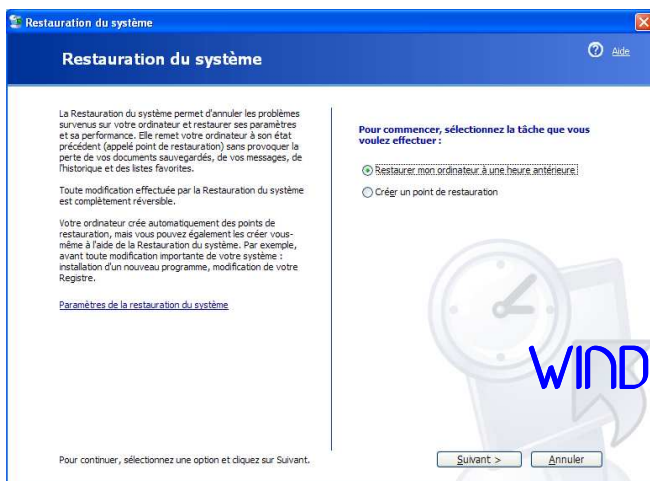 Restauration du système
Restauration du système
Aide
La Restauration du système permet d'annuler les problèmes
survenus sur votre ordinateur et restaurer ses paramètres
et sa performance. Elle remet votre ordinateur à son état
précédent (appelé point de restauration) sans provoquer la
perte de vos documents sauvegardés, de vos messages, de
l'historique et des listes favorites.
Toute modification effectuée par la Restauration du système
est complètement réversible.
Votre ordinateur crée automatiquement des points de
restauration, mais vous pouvez également les créer vous-
même à l'aide de la Restauration du système. Par exemple,
avant toute modification importante de votre système :
installation d'un nouveau programme, modification de votre
Registre.
Paramètres de la restauration du système
Pour commencer, sélectionnez la tâche que vous
voulez effectuer :
Restaurer mon ordinateur à une heure antérieure
Créer un point de restauration
WIND
Pour continuer, sélectionnez une option et cliquez sur Suivant.
Suivant >
Annuler